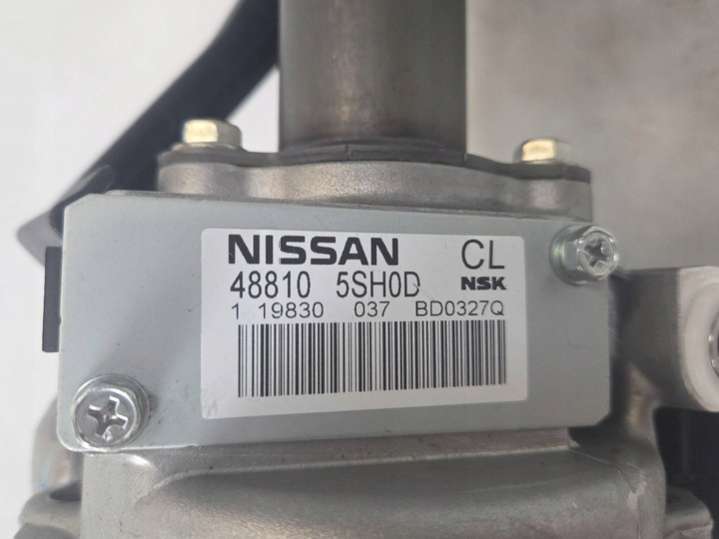 NISSAN CL
48810 5SH0D NSK
1 19830 037 BD0327Q